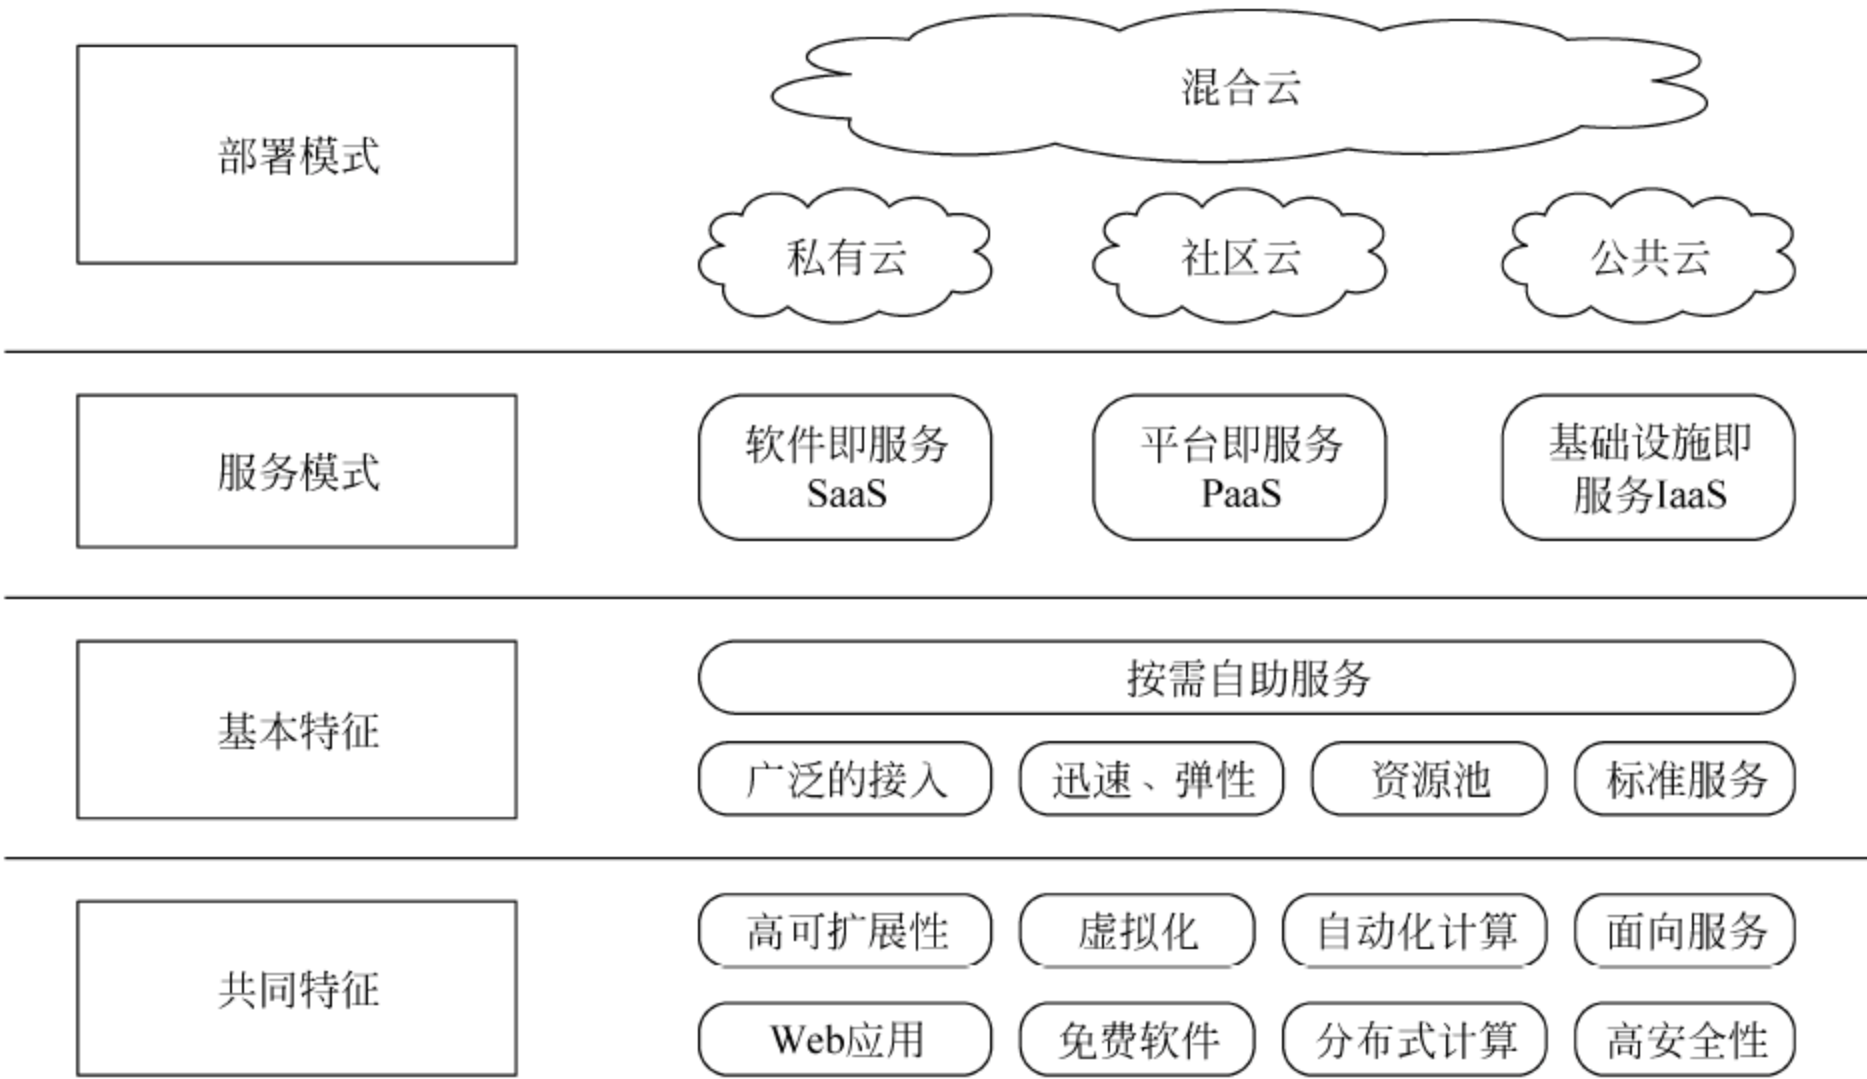 部署模式
混合云
私有云
社区云
公共云
服务模式
软件即服务
SaaS
平台即服务
PaaS
基础设施即
服务IaaS
基本特征
按需自助服务
广泛的接入
迅速、弹性
资源池
标准服务
共同特征
高可扩展性
虚拟化
自动化计算
面向服务
Web应用
免费软件
分布式计算
高安全性